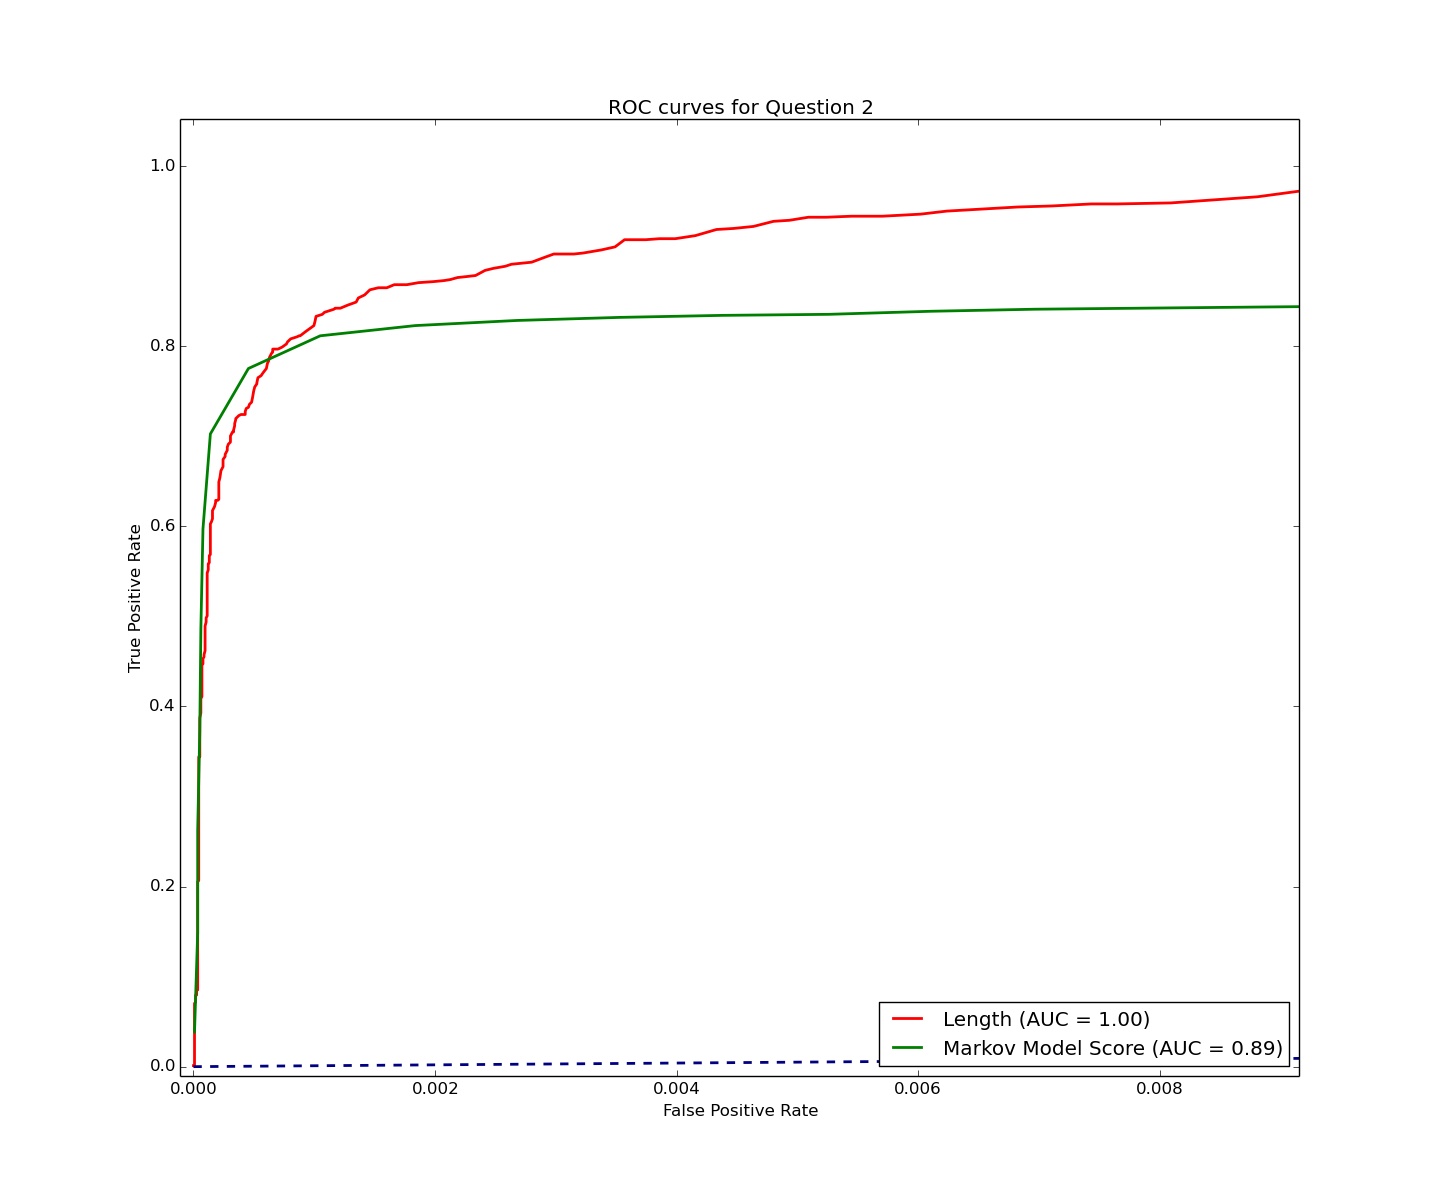 ROC curves for Question 2
1.0
0.8
0.6
0.4
0.2
0.0
True Positive Rate
0.000 0.002 0.004 0.006 0.008
False Positive Rate
Length (AUC = 1.00)
Markov Model Score (AUC = 0.89)